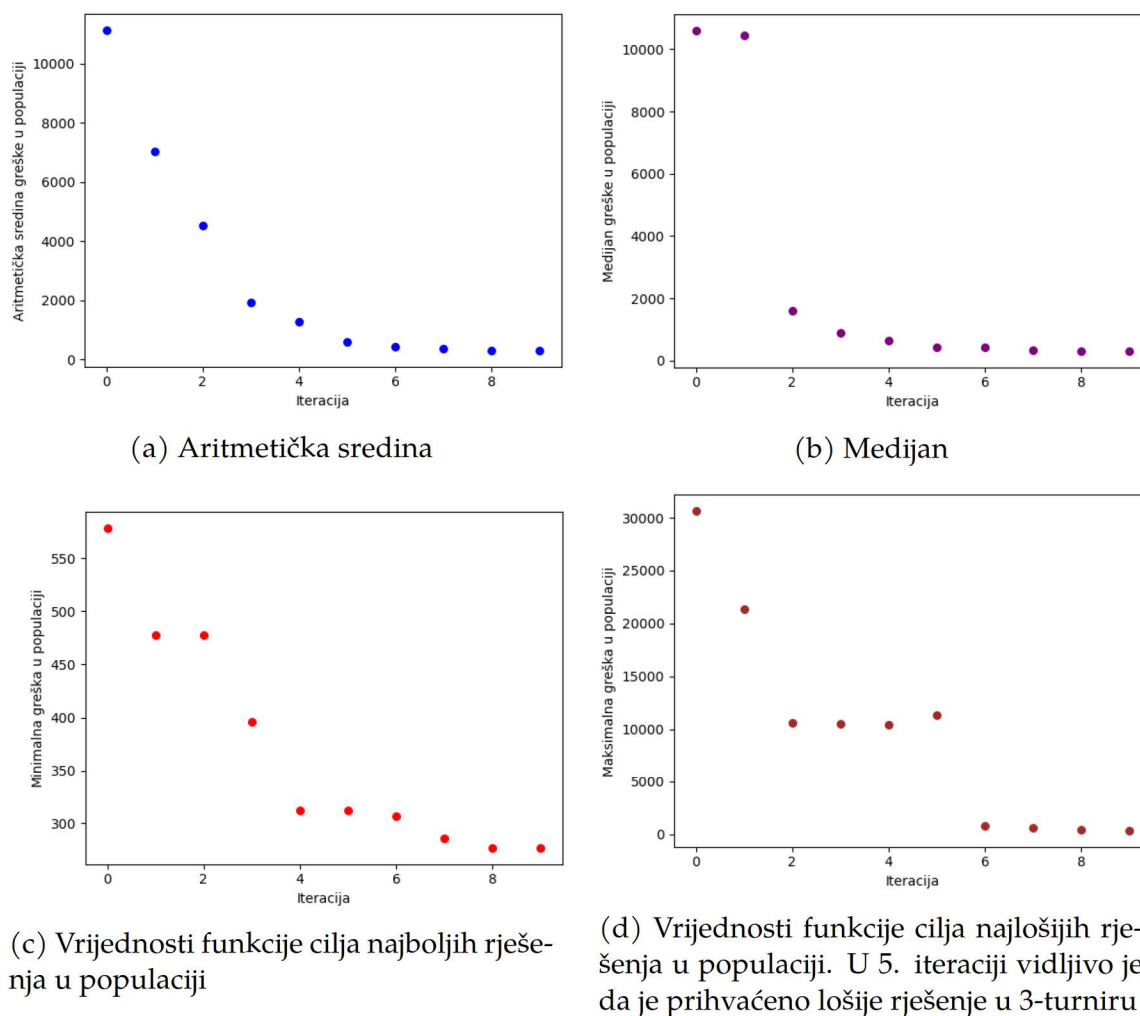 10000
8000
6000
4000
2000
0
Aritmetička sredina greške u populaciji
0 2 4 6 8
Iteracija
(a) Aritmetička sredina
10000
8000
6000
4000
2000
0
Medijan greške u populaciji
0 2 4 6 8
Iteracija
(b) Medijan
550
500
450
400
350
300
Minimalna greška u populaciji
0 2 4 6 8
Iteracija
(c) Vrijednosti funkcije cilja najboljih rješe-
nja u populaciji
30000
25000
20000
15000
10000
5000
0
Maksimalna greška u populaciji
0 2 4 6 8
Iteracija
(d) Vrijednosti funkcije cilja najlošijih rje-
šenja u populaciji. U 5. iteraciji vidljivo je
da je prihvaćeno lošije rješenje u 3-turniru